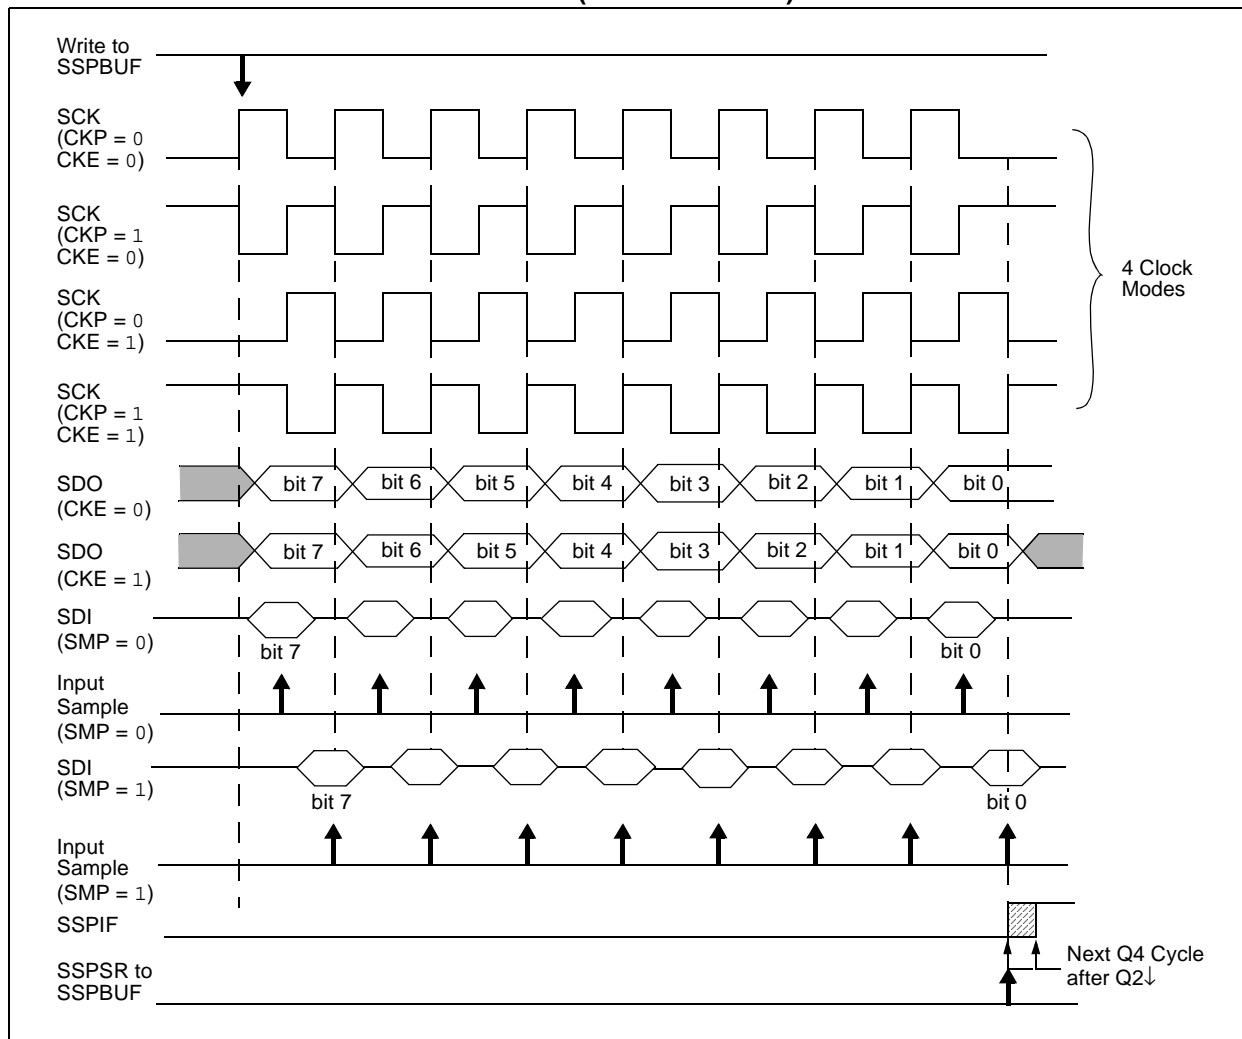 Write to
SSPBUF
SCK
(CKP = 0
CKE = 0)
SCK
(CKP = 1
CKE = 0)
SCK
(CKP = 0
CKE = 1)
SCK
(CKP = 1
CKE = 1)
4 Clock
Modes
SDO
(CKE = 0)
bit 7 bit 6 bit 5 bit 4 bit 3 bit 2 bit 1 bit 0
SDO
(CKE = 1)
bit 7 bit 6 bit 5 bit 4 bit 3 bit 2 bit 1 bit 0
SDI
(SMP = 0)
bit 7 bit 0
Input
Sample
(SMP = 0)
SDI
(SMP = 1)
bit 7 bit 0
Input
Sample
(SMP = 1)
SSPIF
Next Q4 Cycle
after Q2↓
SSPSR to
SSPBUF